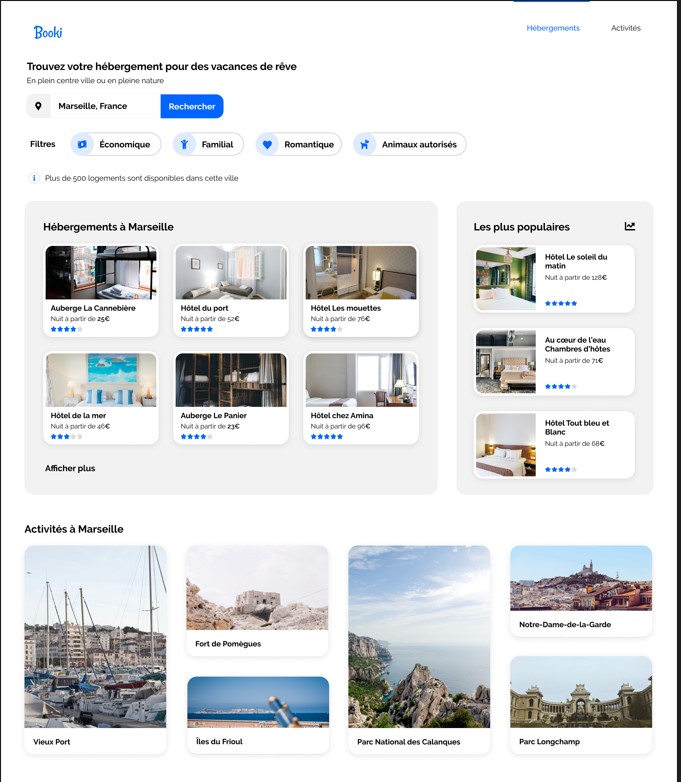 Booki
Hébergements
Activités
Trouvez votre hébergement pour des vacances de rêve
En plein centre ville ou en pleine nature
Marseille, France
Rechercher
Filtres
Économique
Familial
Romantique
Animaux autorisés
Plus de 500 logements sont disponibles dans cette ville
Hébergements à Marseille
Auberge La Cannebière
Nuit à partir de 25€
Hôtel du port
Nuit à partir de 52€
Hôtel Les mouettes
Nuit à partir de 76€
Hôtel de la mer
Nuit à partir de 46€
Auberge Le Panier
Nuit à partir de 23€
Hôtel chez Amina
Nuit à partir de 96€
Afficher plus
Les plus populaires
Hôtel Le soleil du
matin
Nuit à partir de 128€
Au cœur de l'eau
Chambres d'hôtes
Nuit à partir de 71€
Hôtel Tout bleu et
Blanc
Nuit à partir de 68€
Activités à Marseille
Vieux Port
Fort de Pomègues
Îles du Frioul
Parc National des Calanques
Notre-Dame-de-la-Garde
Parc Longchamp